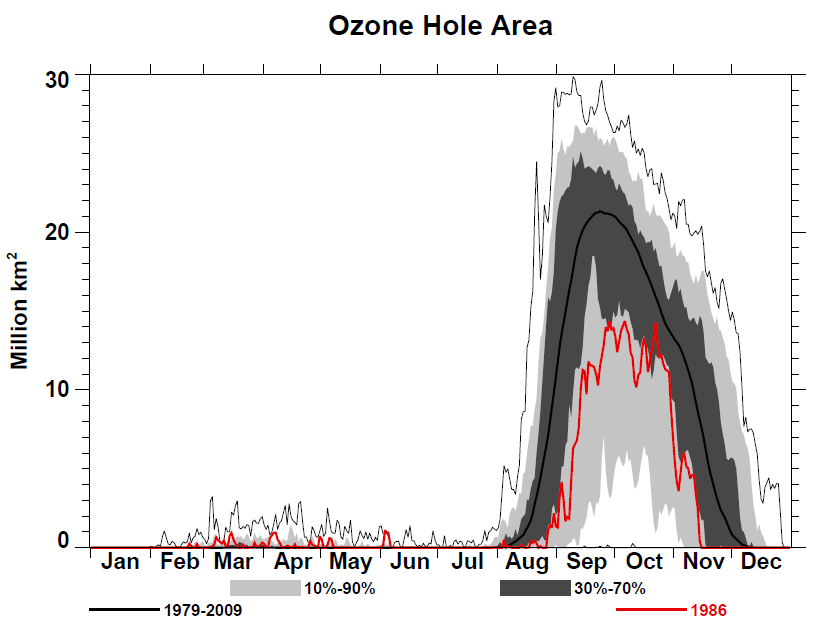 Ozone Hole Area
Million km²
30
20
10
0
Jan Feb Mar Apr May Jun Jul Aug Sep Oct Nov Dec
10%-90% 30%-70%
1979-2009 1986